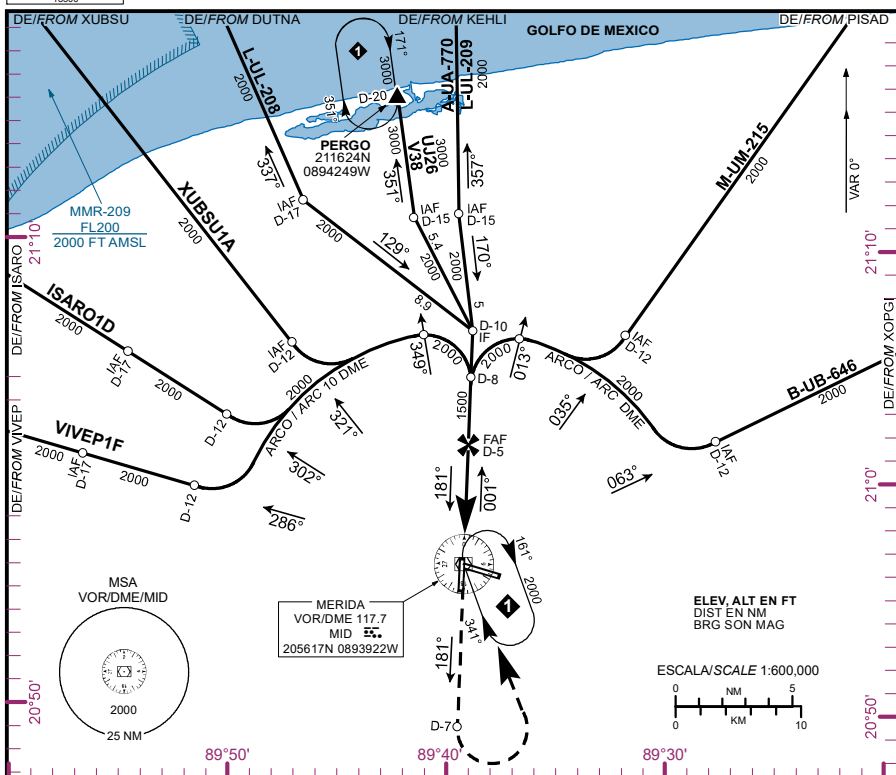 DE/FROM XUBSU
DE/FROM DUTNA
DE/FROM KEHLI
DE/FROM PISAD
GOLFO DE MEXICO
171°
1
3000
351°
D-20
L-UL-208
2000
A-UA-770
L-UL-209
2000
3000
PERGO
211624N
0894249W
UJ26
V38
3000
351°
357°
337°
M-UM-215
2000
VAR 0°
MMR-209
FL200
2000 FT AMSL
XUBSU1A
2000
IAF
D-17
IAF
D-15
IAF
D-15
21°10'
21°10'
2000
129°
8.9
5.4
2000
2000
170°
5
DE/FROM ISARO
ISARO1D
2000
IAF
D-17
2000
D-12
IAF
D-12
349°
2000
D-10
IF
2000
013°
D-8
IAF
D-12
ARCO / ARC 10 DME
2000
ARCO / ARC DME
2000
B-UB-646
2000
DE/FROM XOPGI
321°
035°
1500
DE/FROM VIVEP
VIVEP1F
2000
IAF
D-17
2000
D-12
302°
286°
FAF
D-5
063°
IAF
D-12
21°0'
181°
001°
161°
2000
1
341°
MSA
VOR/DME/MID
2000
25 NM
MERIDA
VOR/DME 117.7
MID
205617N 0893922W
181°
D-7
ELEV, ALT EN FT
DIST EN NM
BRG SON MAG
ESCALA/SCALE 1:600,000
0 NM 5
0 KM 10
20°50'
20°50'
89°50'
89°40'
89°30'